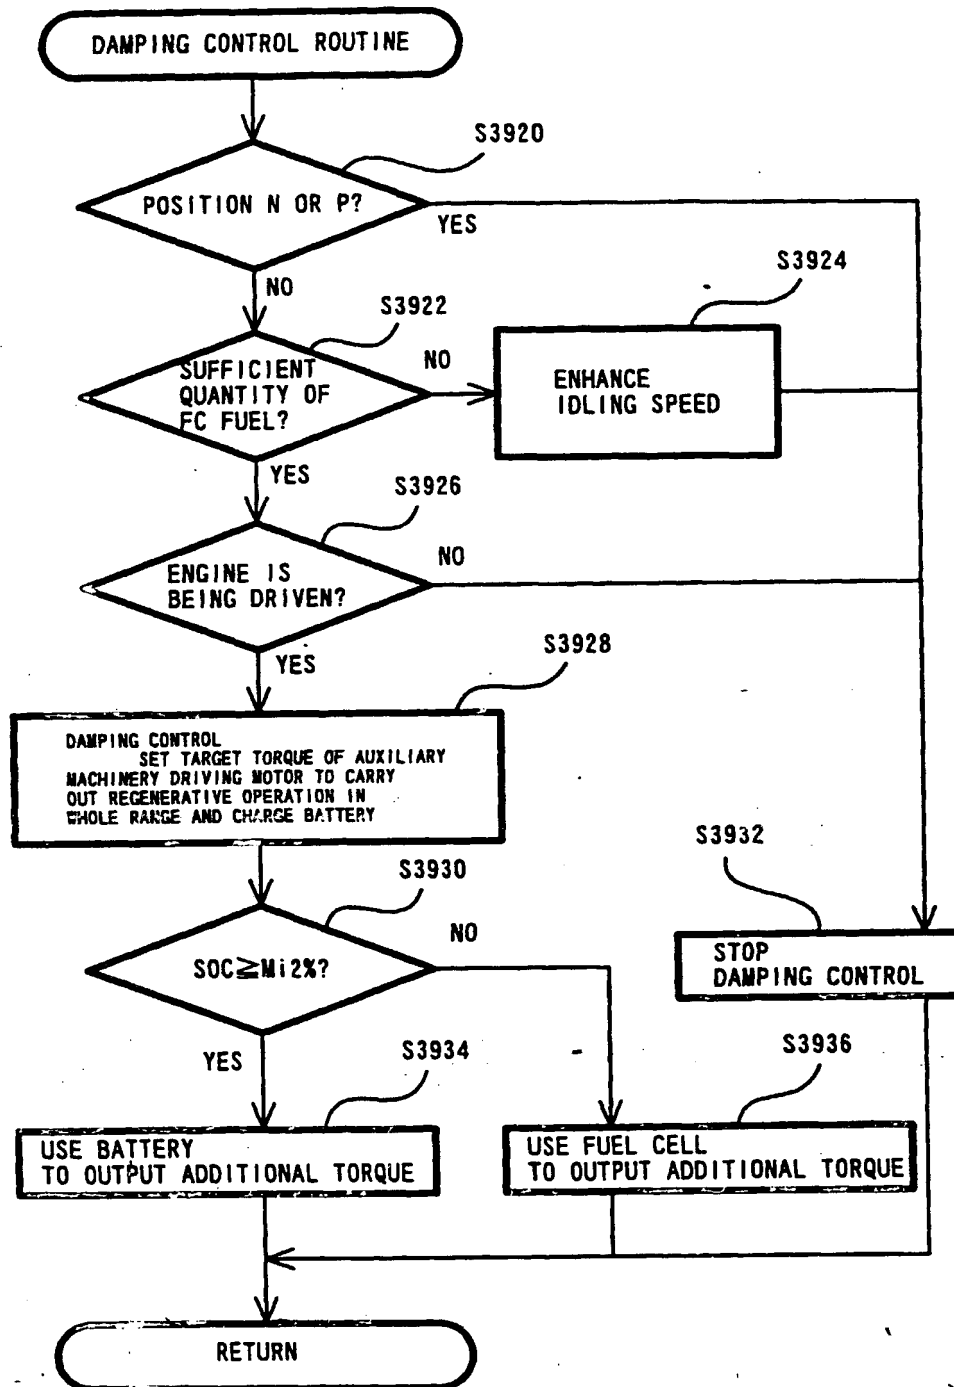 DAMPING CONTROL ROUTINE
S3920
POSITION N OR P?
YES
NO
S3924
S3922
SUFFICIENT
QUANTITY OF
FC FUEL?
NO
ENHANCE
IDLING SPEED
YES
S3926
ENGINE IS
BEING DRIVEN?
NO
YES
S3928
DAMPING CONTROL
SET TARGET TORQUE OF AUXILIARY
MACHINERY DRIVING MOTOR TO CARRY
OUT REGENERATIVE OPERATION IN
WHOLE RANGE AND CHARGE BATTERY
S3932
S3930
SOC≧Mi2%?
NO
STOP
DAMPING CONTROL
YES
S3934
S3936
USE BATTERY
TO OUTPUT ADDITIONAL TORQUE
USE FUEL CELL
TO OUTPUT ADDITIONAL TORQUE
RETURN